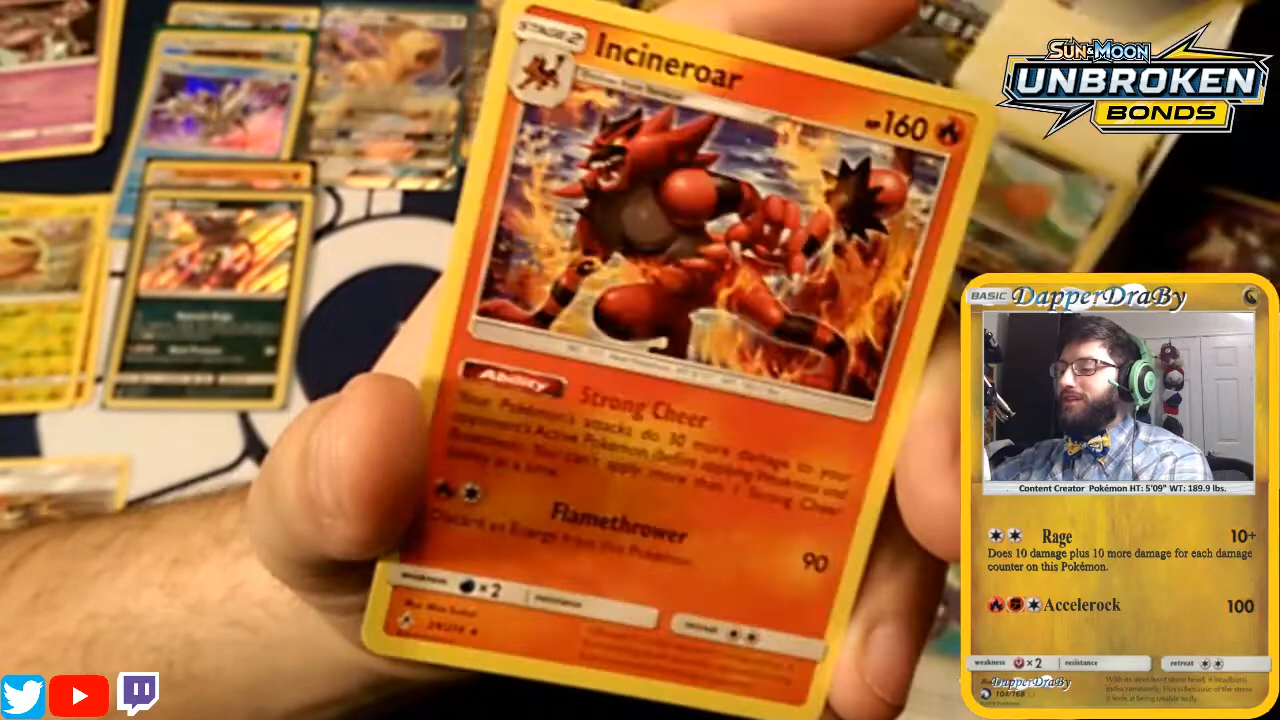 STAGE 2
Incineroar
HP 160
Ability
Strong Cheer
Your Pokémon's attacks do 30 more damage to your
opponent's Active Pokémon (before applying Weakness and
Resistance). You can't apply more than 1 Strong Cheer
Ability at a time.
Flamethrower
90
Discard an Energy from this Pokémon.
weakness ×2 resistance retreat
SUN & MOON
UNBROKEN
BONDS
BASIC DapperDraBy
Content Creator Pokémon HT: 5'09" WT: 189.9 lbs.
Rage 10+
Does 10 damage plus 10 more damage for each damage
counter on this Pokémon.
Accelerock 100
weakness ×2 resistance retreat
DapperDraBy
104/168